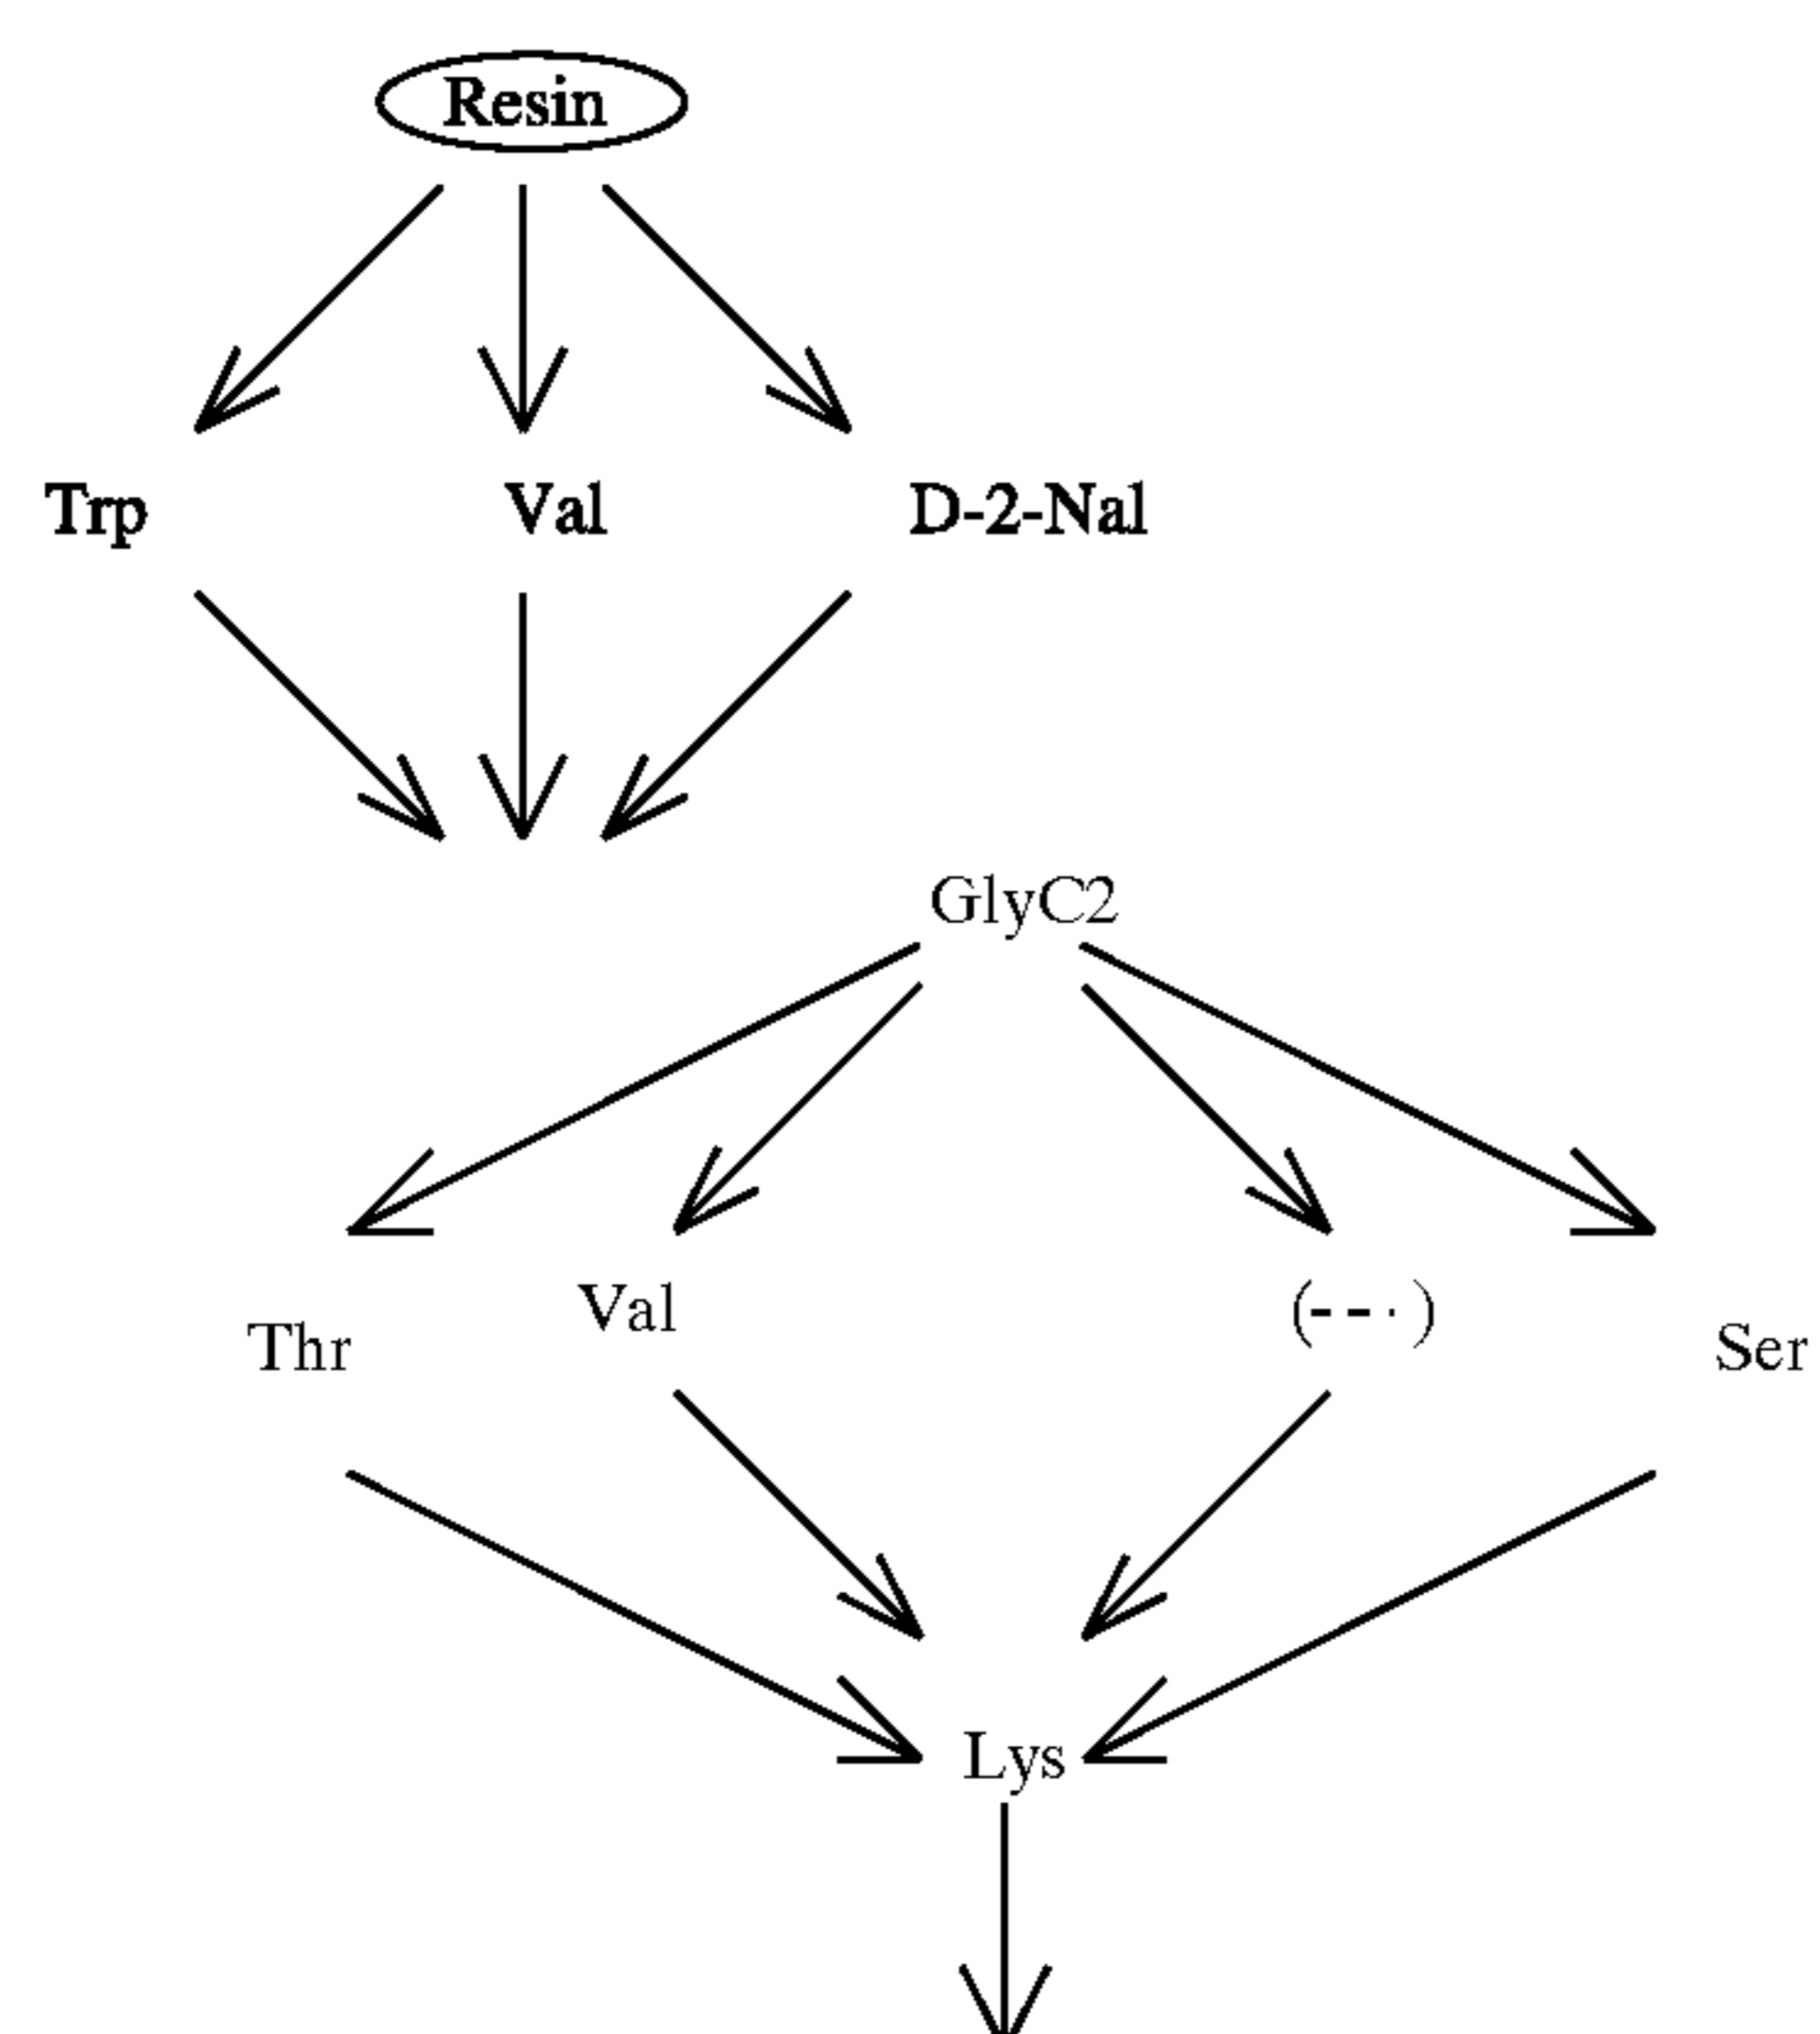 Resin
Trp Val D-2-Nal
GlyC2
Thr Val (--·) Ser
Lys